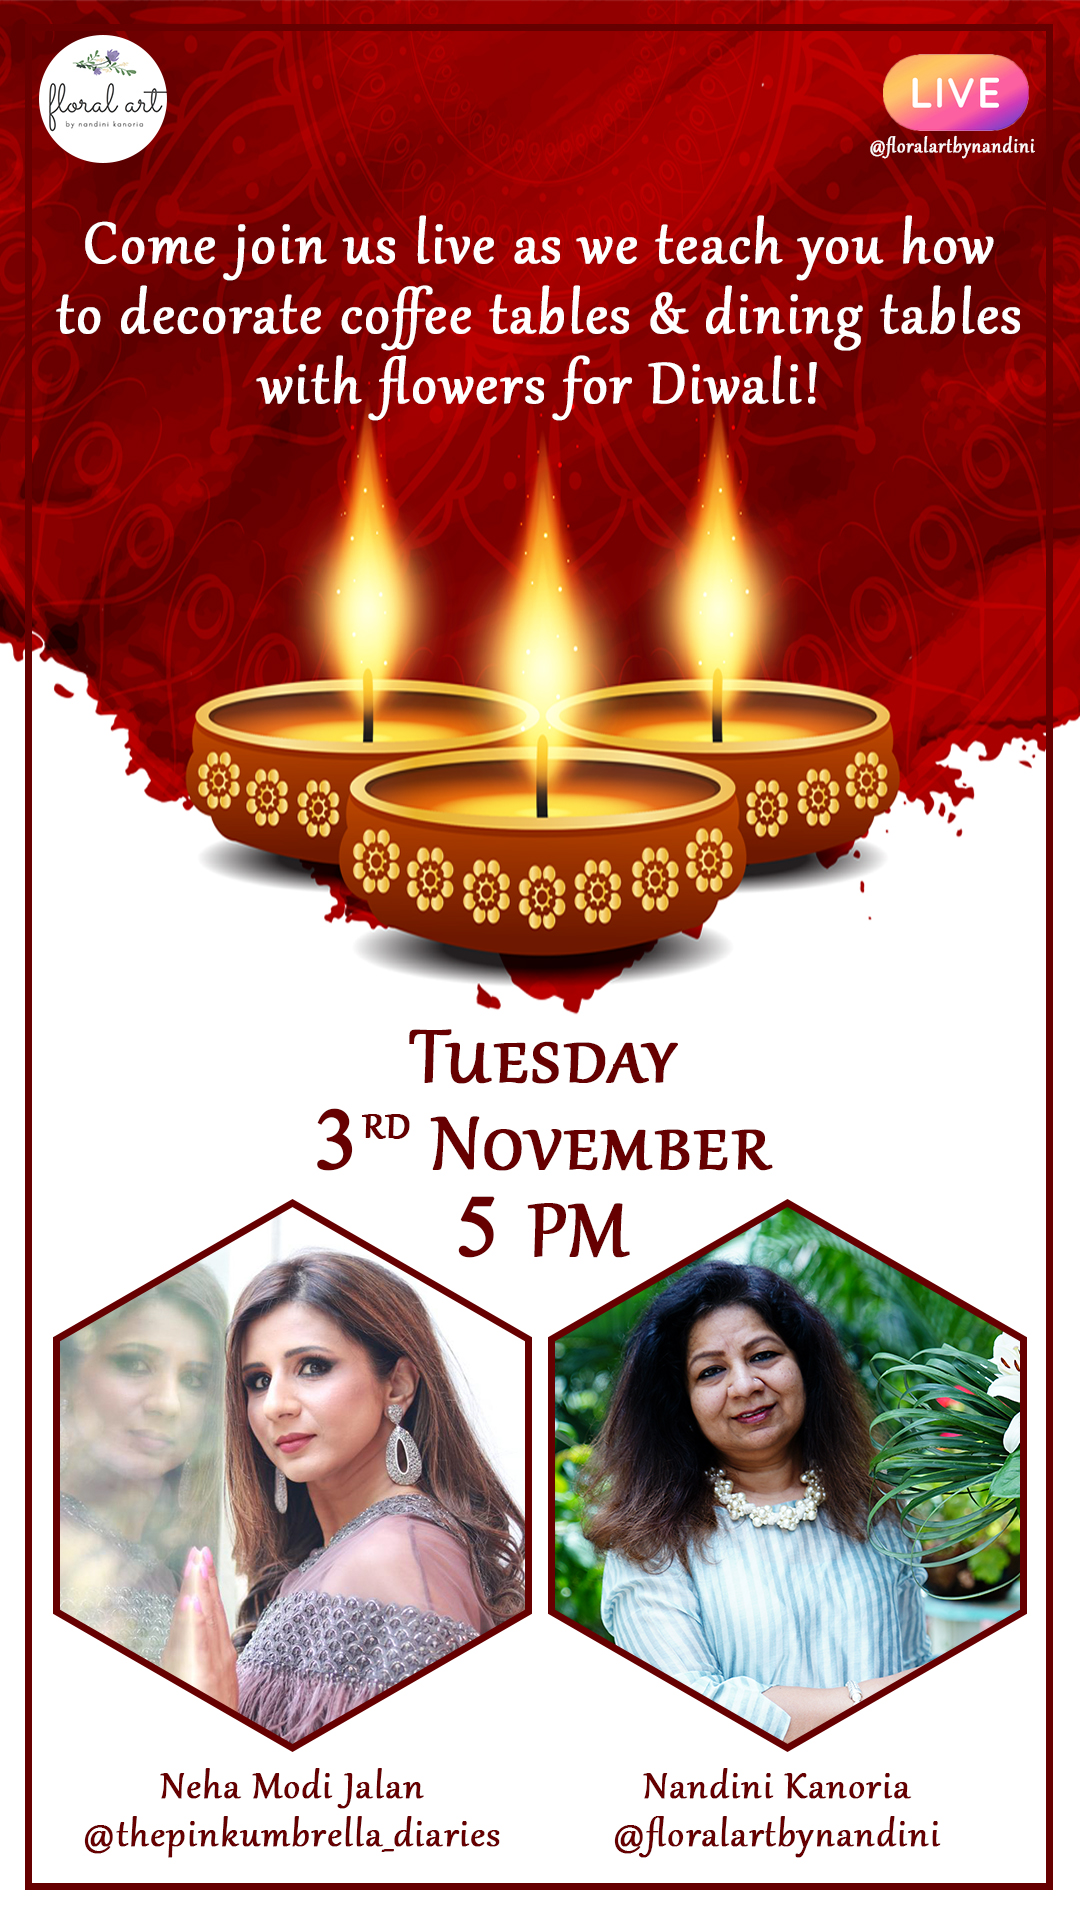 floral art
by nandini kanoria
LIVE
@floralartbynandini
Come join us live as we teach you how
to decorate coffee tables & dining tables
with flowers for Diwali!
TUESDAY
3RD NOVEMBER
5 PM
Neha Modi Jalan
@thepinkumbrella_diaries
Nandini Kanoria
@floralartbynandini